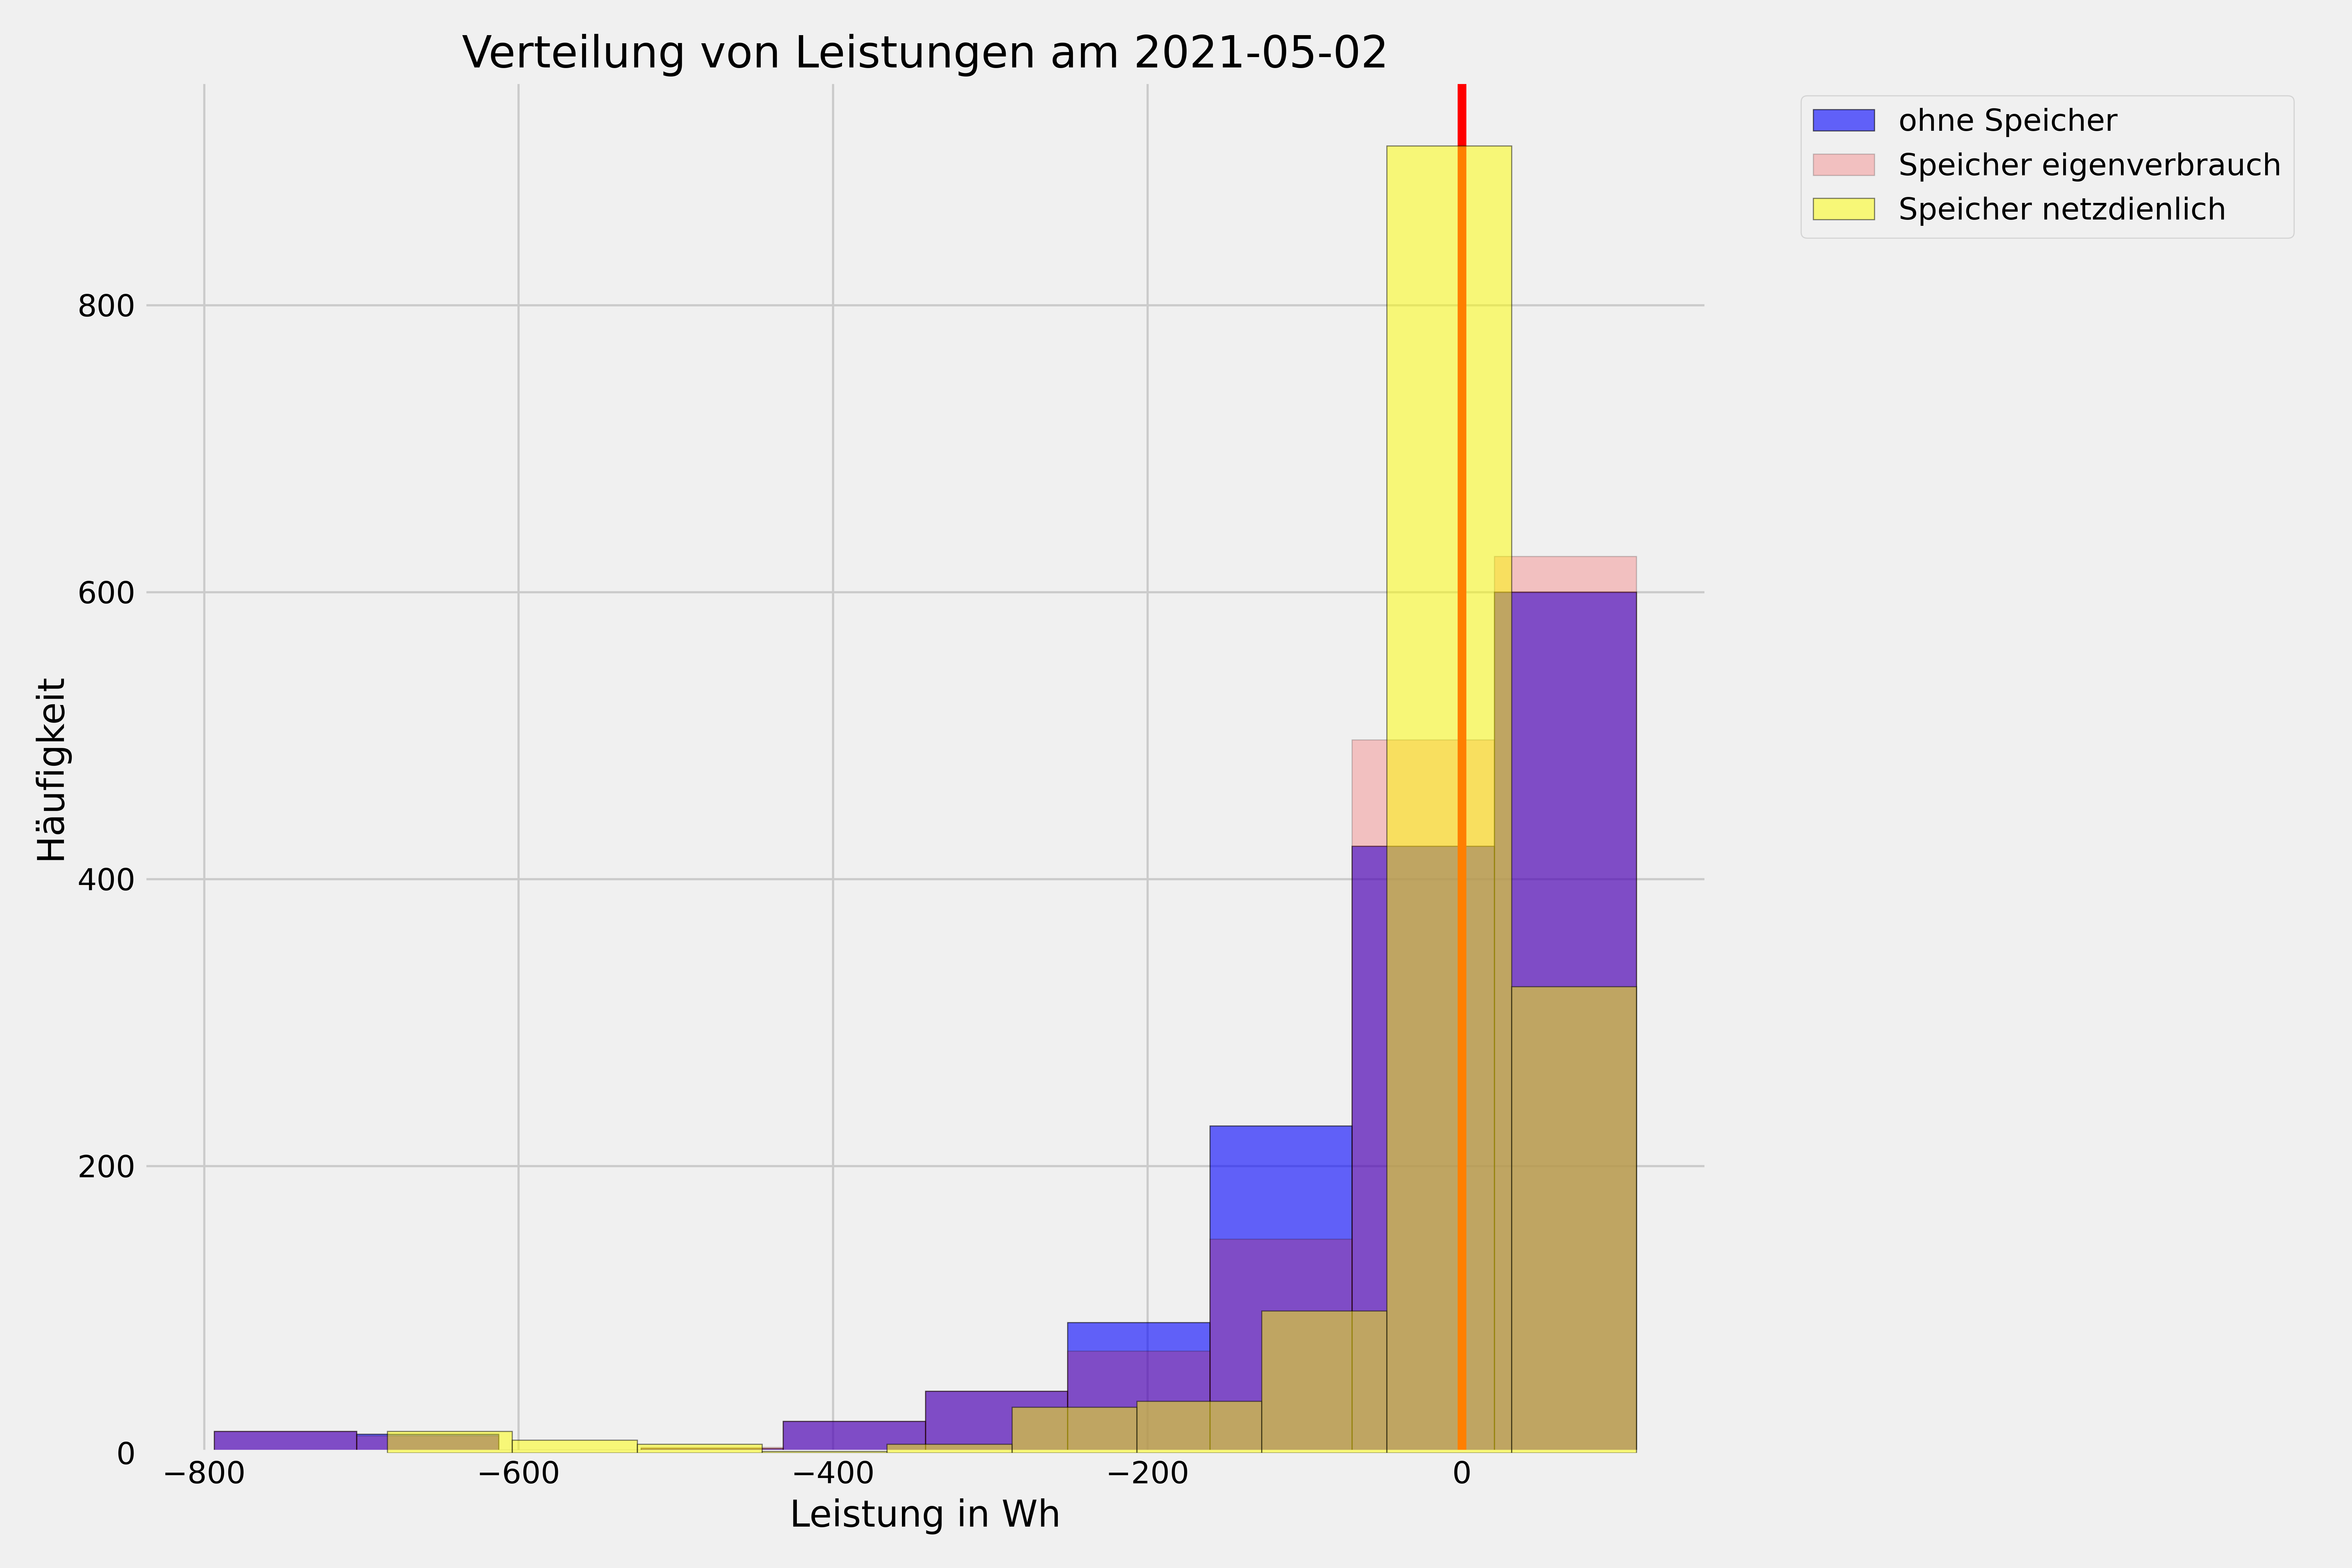 Verteilung von Leistungen am 2021-05-02
ohne Speicher
Speicher eigenverbrauch
Speicher netzdienlich
Häufigkeit
800
600
400
200
0
−800 −600 −400 −200 0
Leistung in Wh